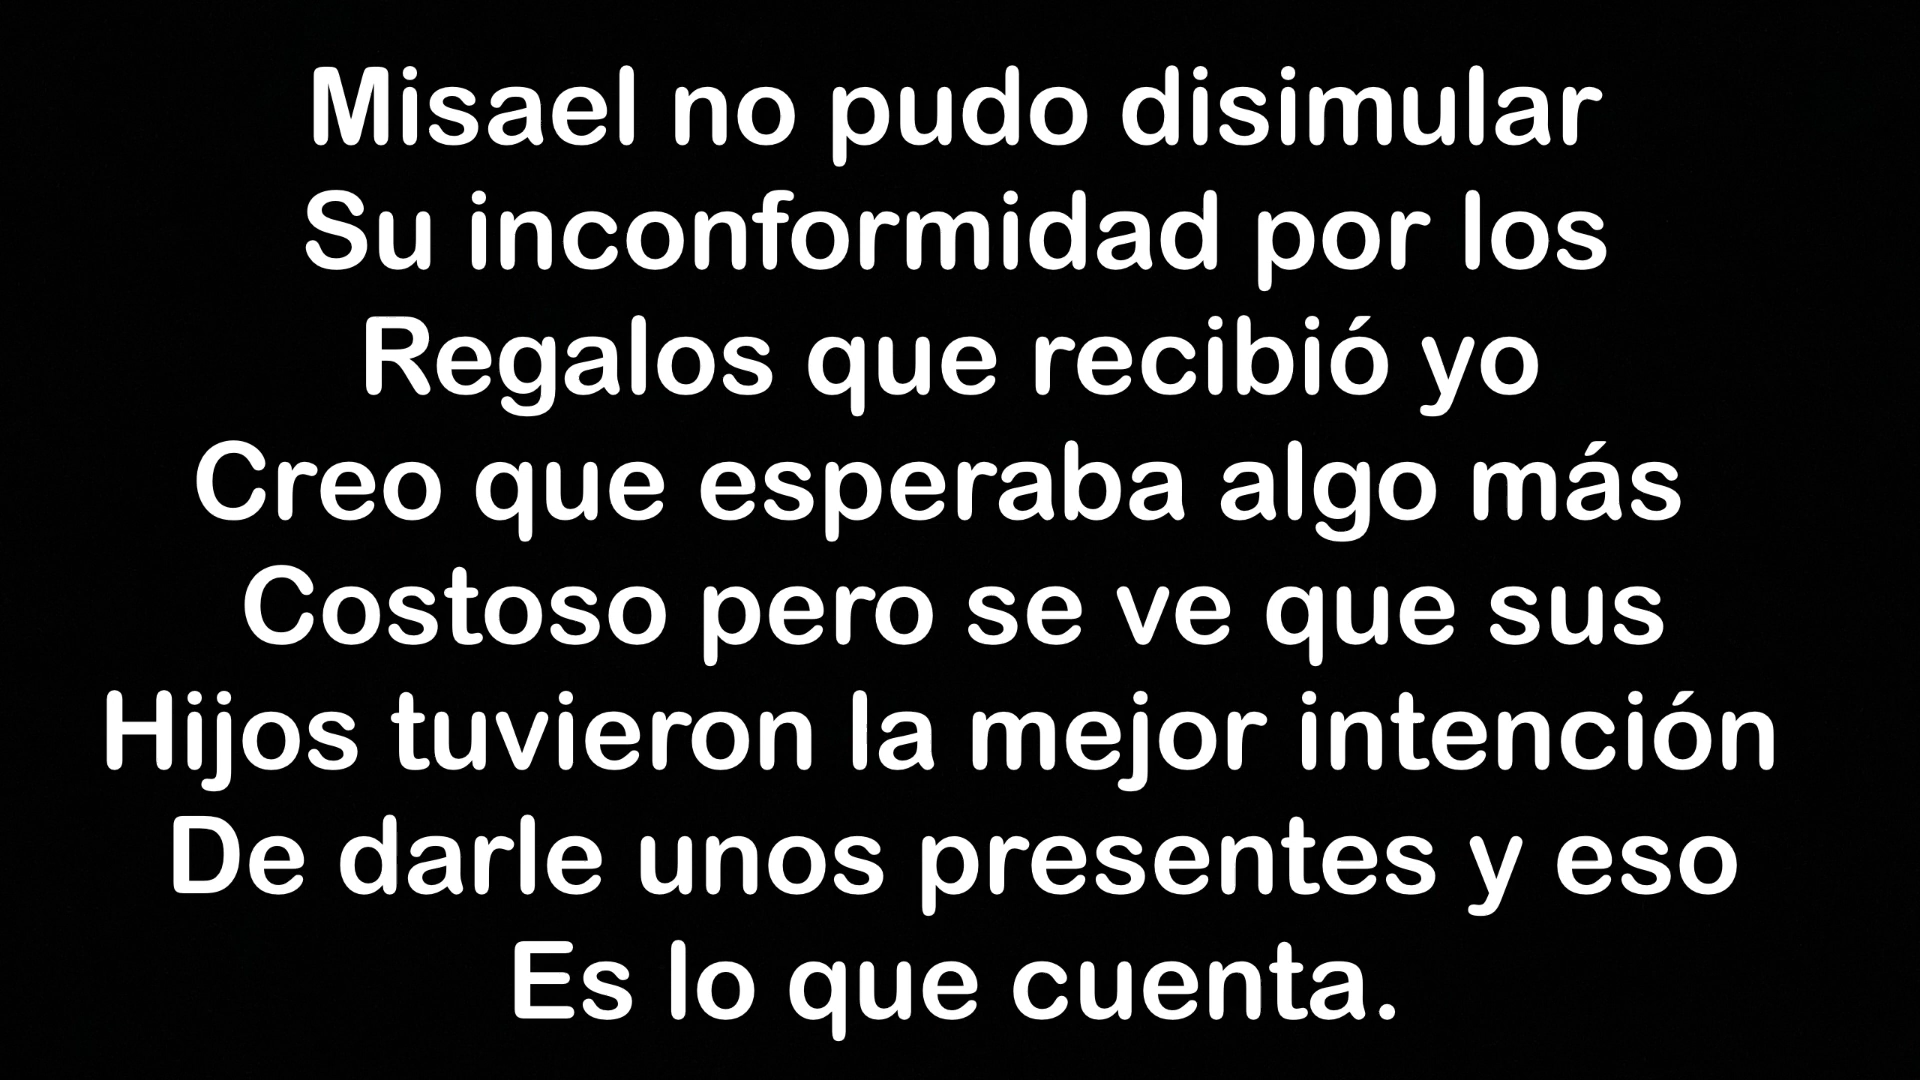 Misael no pudo disimular
Su inconformidad por los
Regalos que recibió yo
Creo que esperaba algo más
Costoso pero se ve que sus
Hijos tuvieron la mejor intención
De darle unos presentes y eso
Es lo que cuenta.